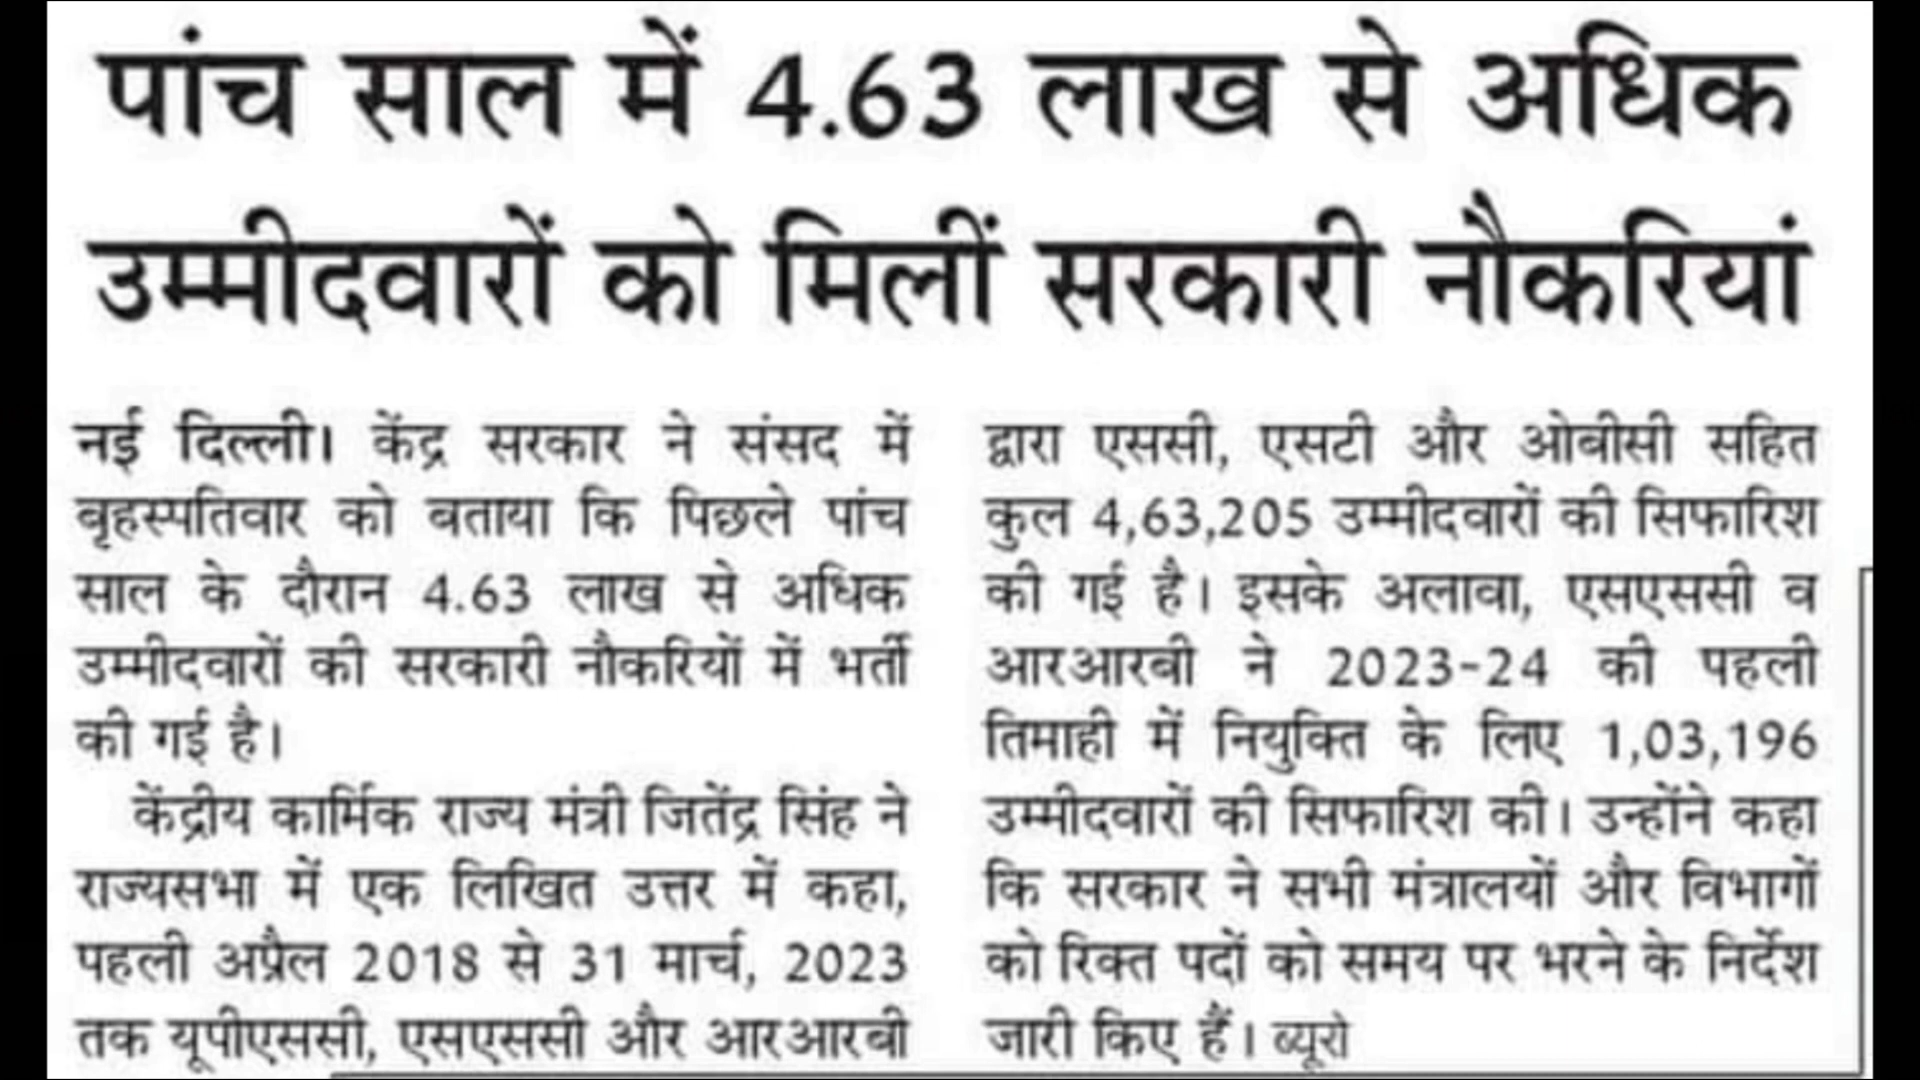 पांच साल में 4.63 लाख से अधिक
उम्मीदवारों को मिलीं सरकारी नौकरियां
नई दिल्ली। केंद्र सरकार ने संसद में
बृहस्पतिवार को बताया कि पिछले पांच
साल के दौरान 4.63 लाख से अधिक
उम्मीदवारों की सरकारी नौकरियों में भर्ती
की गई है।
केंद्रीय कार्मिक राज्य मंत्री जितेंद्र सिंह ने
राज्यसभा में एक लिखित उत्तर में कहा,
पहली अप्रैल 2018 से 31 मार्च, 2023
तक यूपीएससी, एसएससी और आरआरबी
द्वारा एससी, एसटी और ओबीसी सहित
कुल 4,63,205 उम्मीदवारों की सिफारिश
की गई है। इसके अलावा, एसएससी व
आरआरबी ने 2023-24 की पहली
तिमाही में नियुक्ति के लिए 1,03,196
उम्मीदवारों की सिफारिश की। उन्होंने कहा
कि सरकार ने सभी मंत्रालयों और विभागों
को रिक्त पदों को समय पर भरने के निर्देश
जारी किए हैं। ब्यूरो